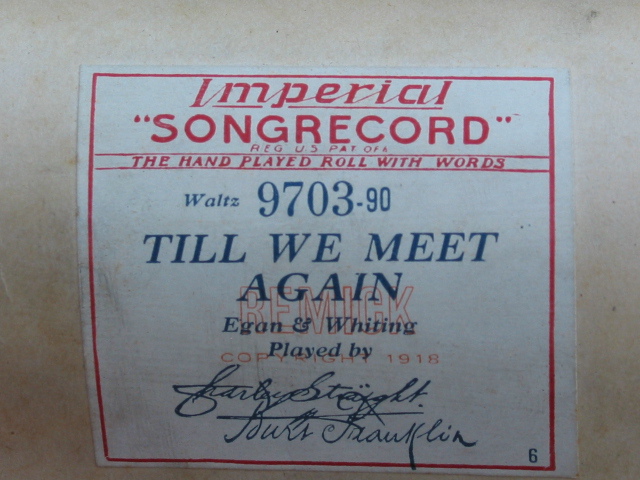 Imperial
"SONGRECORD"
REG U.S PAT OFF.
THE HAND PLAYED ROLL WITH WORDS
Waltz 9703-90
TILL WE MEET
AGAIN
REMICK
Egan & Whiting
Played by
COPYRIGHT 1918
Charley Straight.
Burt Franklin
6